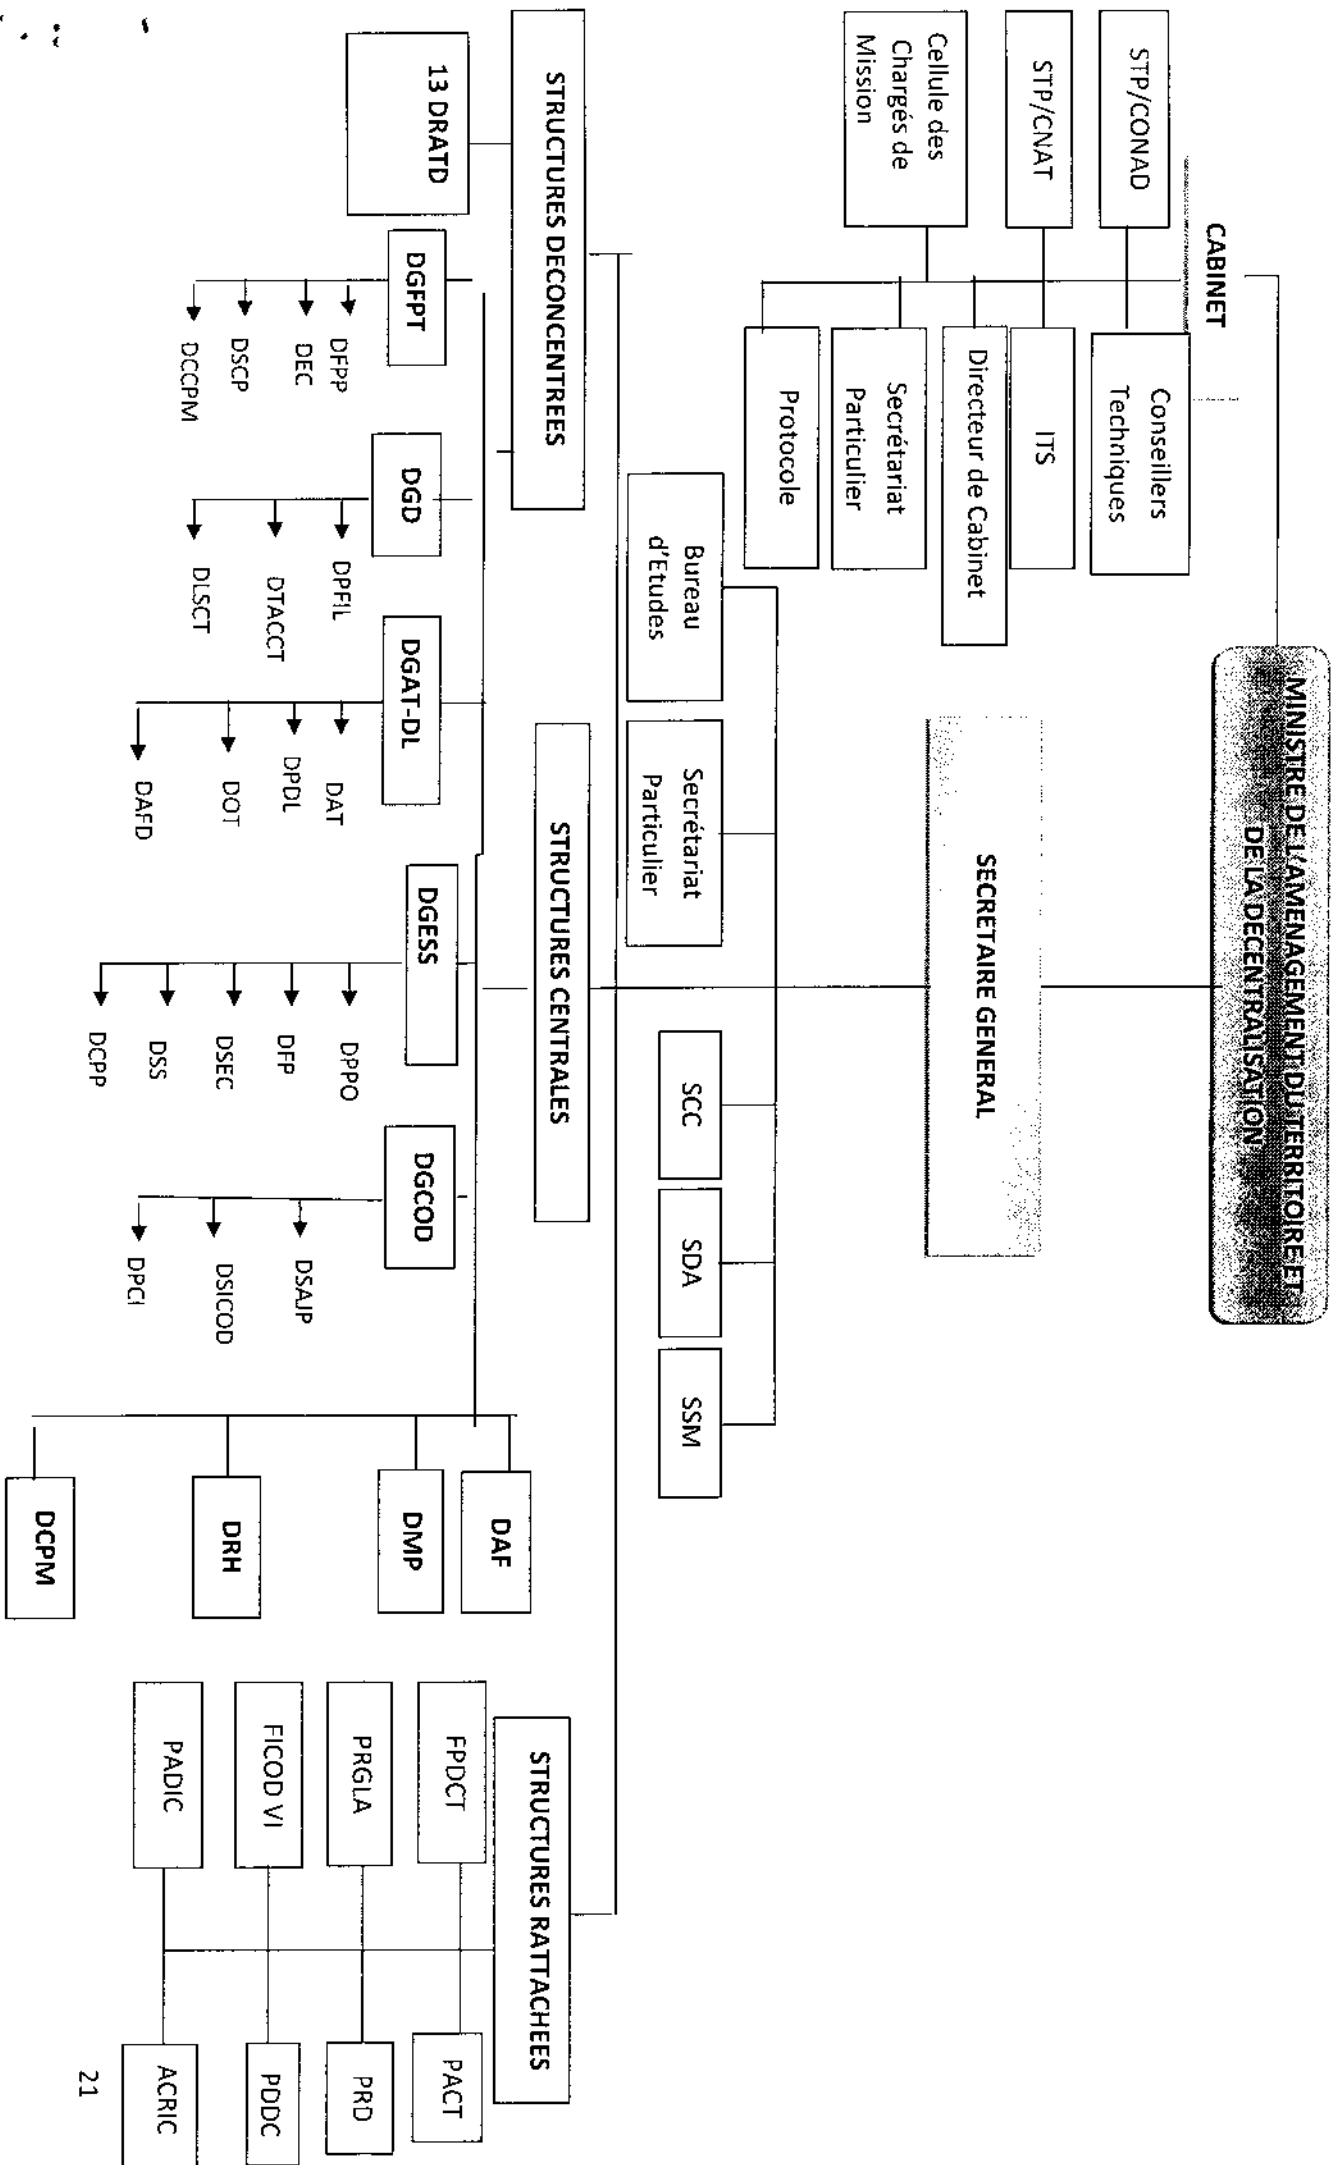 MINISTRE DE L'AMENAGEMENT DU TERRITOIRE ET
DE LA DECENTRALISATION
CABINET
STP/CONAD
Conseillers
Techniques
STP/CNAT
ITS
Directeur de Cabinet
Cellule des
Chargés de
Mission
Secrétariat
Particulier
Protocole
SECRETAIRE GENERAL
Bureau
d'Etudes
Secrétariat
Particulier
SCC
SDA
SSM
STRUCTURES DECONCENTREES
STRUCTURES CENTRALES
STRUCTURES RATTACHEES
13 DRATD
DGFPT
DFPP
DEC
DSCP
DCCPM
DGD
DPFIL
DTACCT
DLSCT
DGAT-DL
DAT
DPDL
DOT
DAFD
DGESS
DPPO
DFP
DSEC
DSS
DCPP
DGCOD
DSAJP
DSICOD
DPCI
DAF
DMP
DRH
DCPM
FPDCT
PACT
PRGLA
PRD
FICOD VI
PDDC
PADIC
ACRIC
21